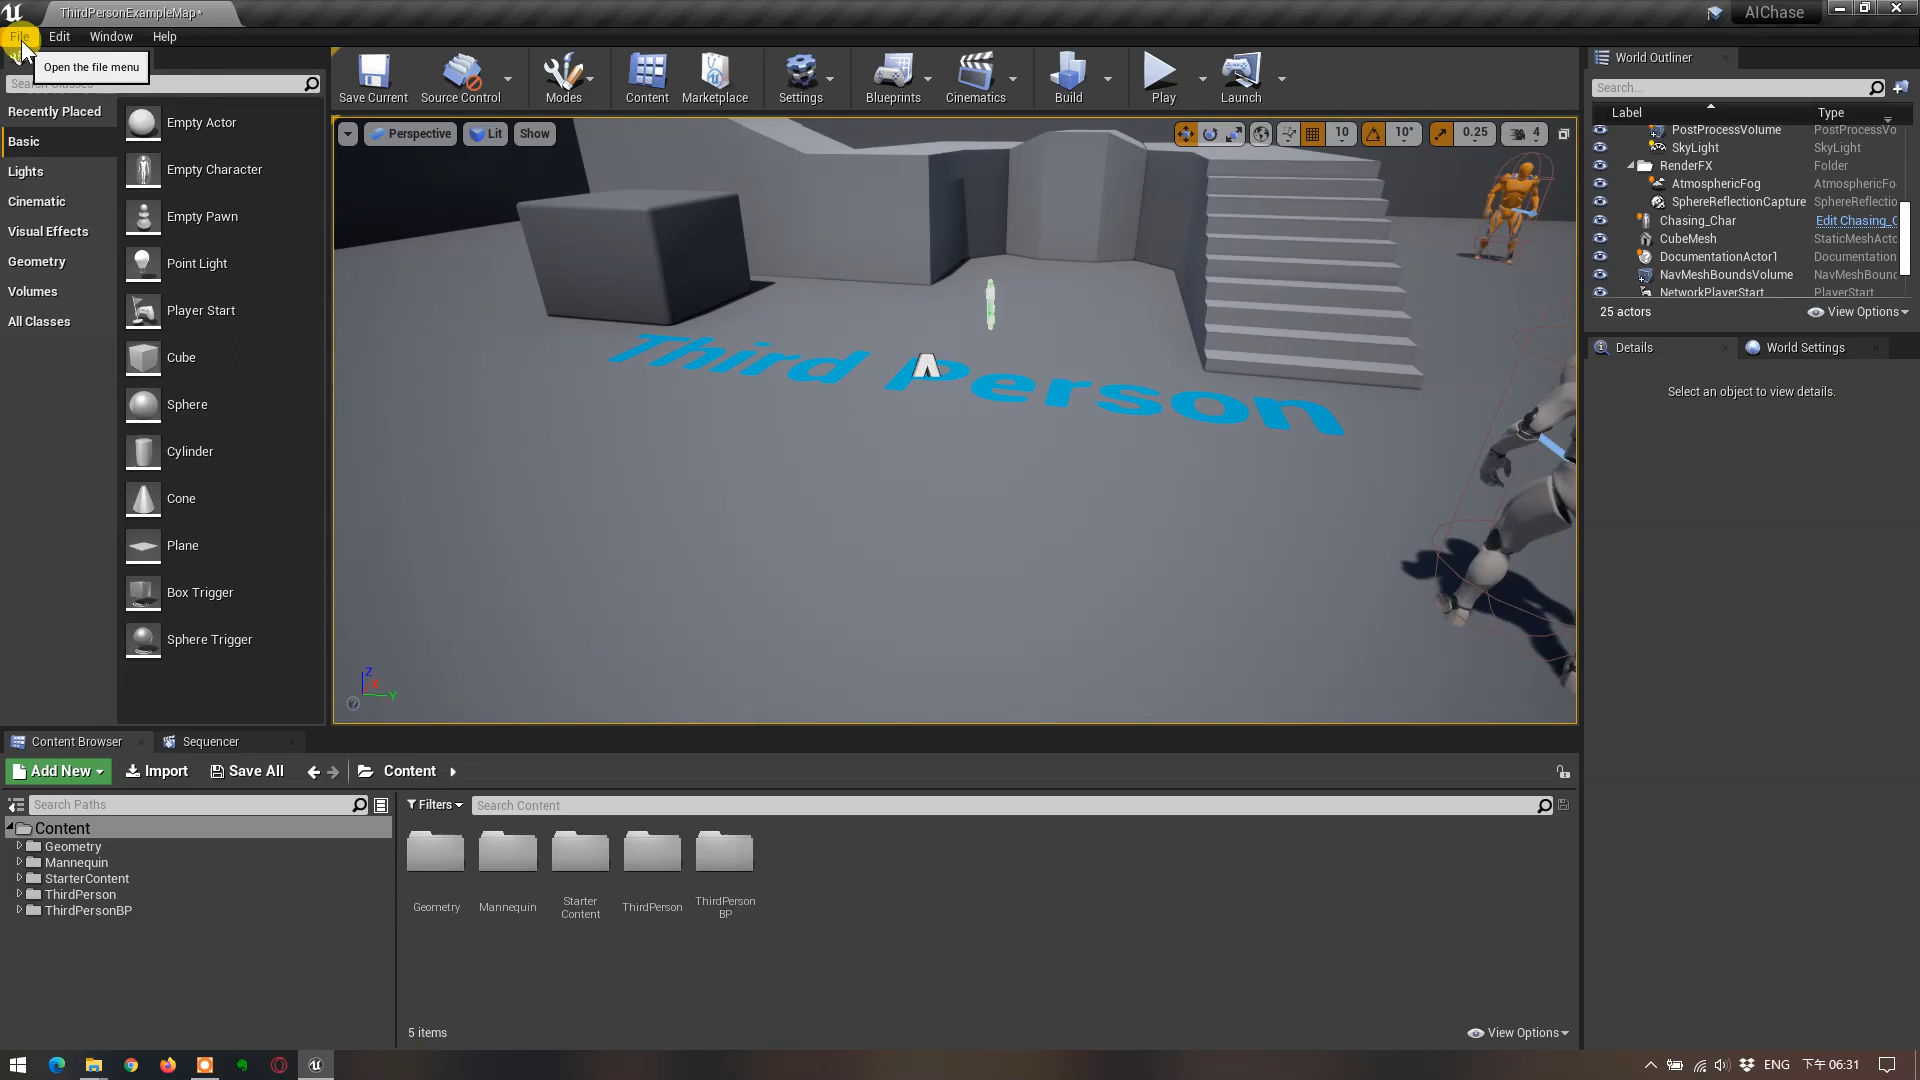 ThirdPersonExampleMap*
AIChase
File Edit Window Help
Open the file menu
Search Classes
Recently Placed
Basic
Lights
Cinematic
Visual Effects
Geometry
Volumes
All Classes
Empty Actor
Empty Character
Empty Pawn
Point Light
Player Start
Cube
Sphere
Cylinder
Cone
Plane
Box Trigger
Sphere Trigger
Save Current
Source Control
Modes
Content
Marketplace
Settings
Blueprints
Cinematics
Build
Play
Launch
Perspective
Lit
Show
10
10°
0.25
4
Third Person
Z
X
Y
World Outliner
Search...
Label Type
PostProcessVolume PostProcessVo
SkyLight SkyLight
RenderFX Folder
AtmosphericFog AtmosphericFo
SphereReflectionCapture SphereReflectio
Chasing_Char Edit Chasing_C
CubeMesh StaticMeshActo
DocumentationActor1 Documentation
NavMeshBoundsVolume NavMeshBound
NetworkPlayerStart PlayerStart
25 actors
View Options
Details
World Settings
Select an object to view details.
Content Browser
Sequencer
Add New
Import
Save All
Content
Search Paths
Content
Geometry
Mannequin
StarterContent
ThirdPerson
ThirdPersonBP
Filters
Search Content
Geometry
Mannequin
Starter
Content
ThirdPerson
ThirdPerson
BP
5 items
View Options
ENG
下午 06:31